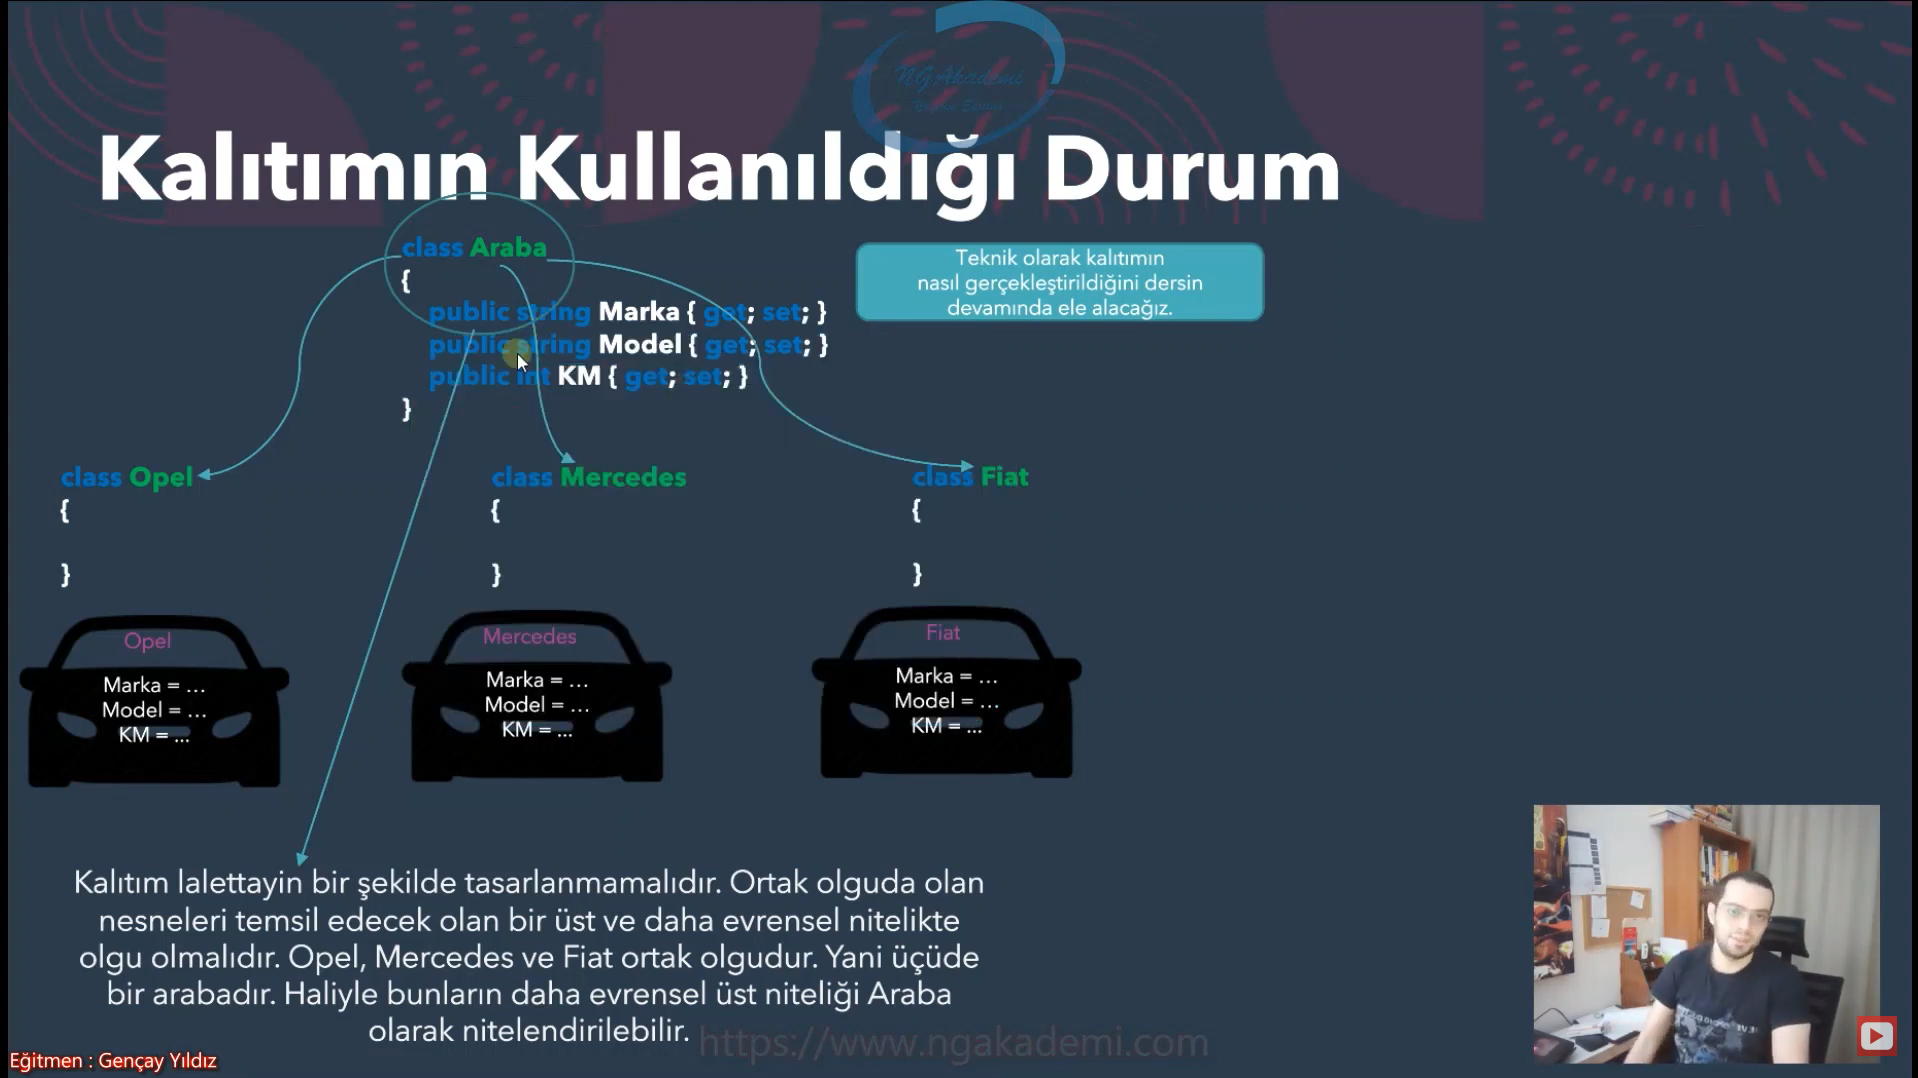 NGAkademi
Kalıtımın Kullanıldığı Durum
class Araba
{
public string Marka { get; set; }
public string Model { get; set; }
public int KM { get; set; }
}
Teknik olarak kalıtımın
nasıl gerçekleştirildiğini dersin
devamında ele alacağız.
class Opel
{
}
class Mercedes
{
}
class Fiat
{
}
Opel
Marka = ...
Model = ...
KM = ...
Mercedes
Marka = ...
Model = ...
KM = ...
Fiat
Marka = ...
Model = ...
KM = ...
Kalıtım lalettayin bir şekilde tasarlanmamalıdır. Ortak olguda olan
nesneleri temsil edecek olan bir üst ve daha evrensel nitelikte
olgu olmalıdır. Opel, Mercedes ve Fiat ortak olgudur. Yani üçüde
bir arabadır. Haliyle bunların daha evrensel üst niteliği Araba
olarak nitelendirilebilir.
https://www.ngakademi.com
Eğitmen : Gençay Yıldız